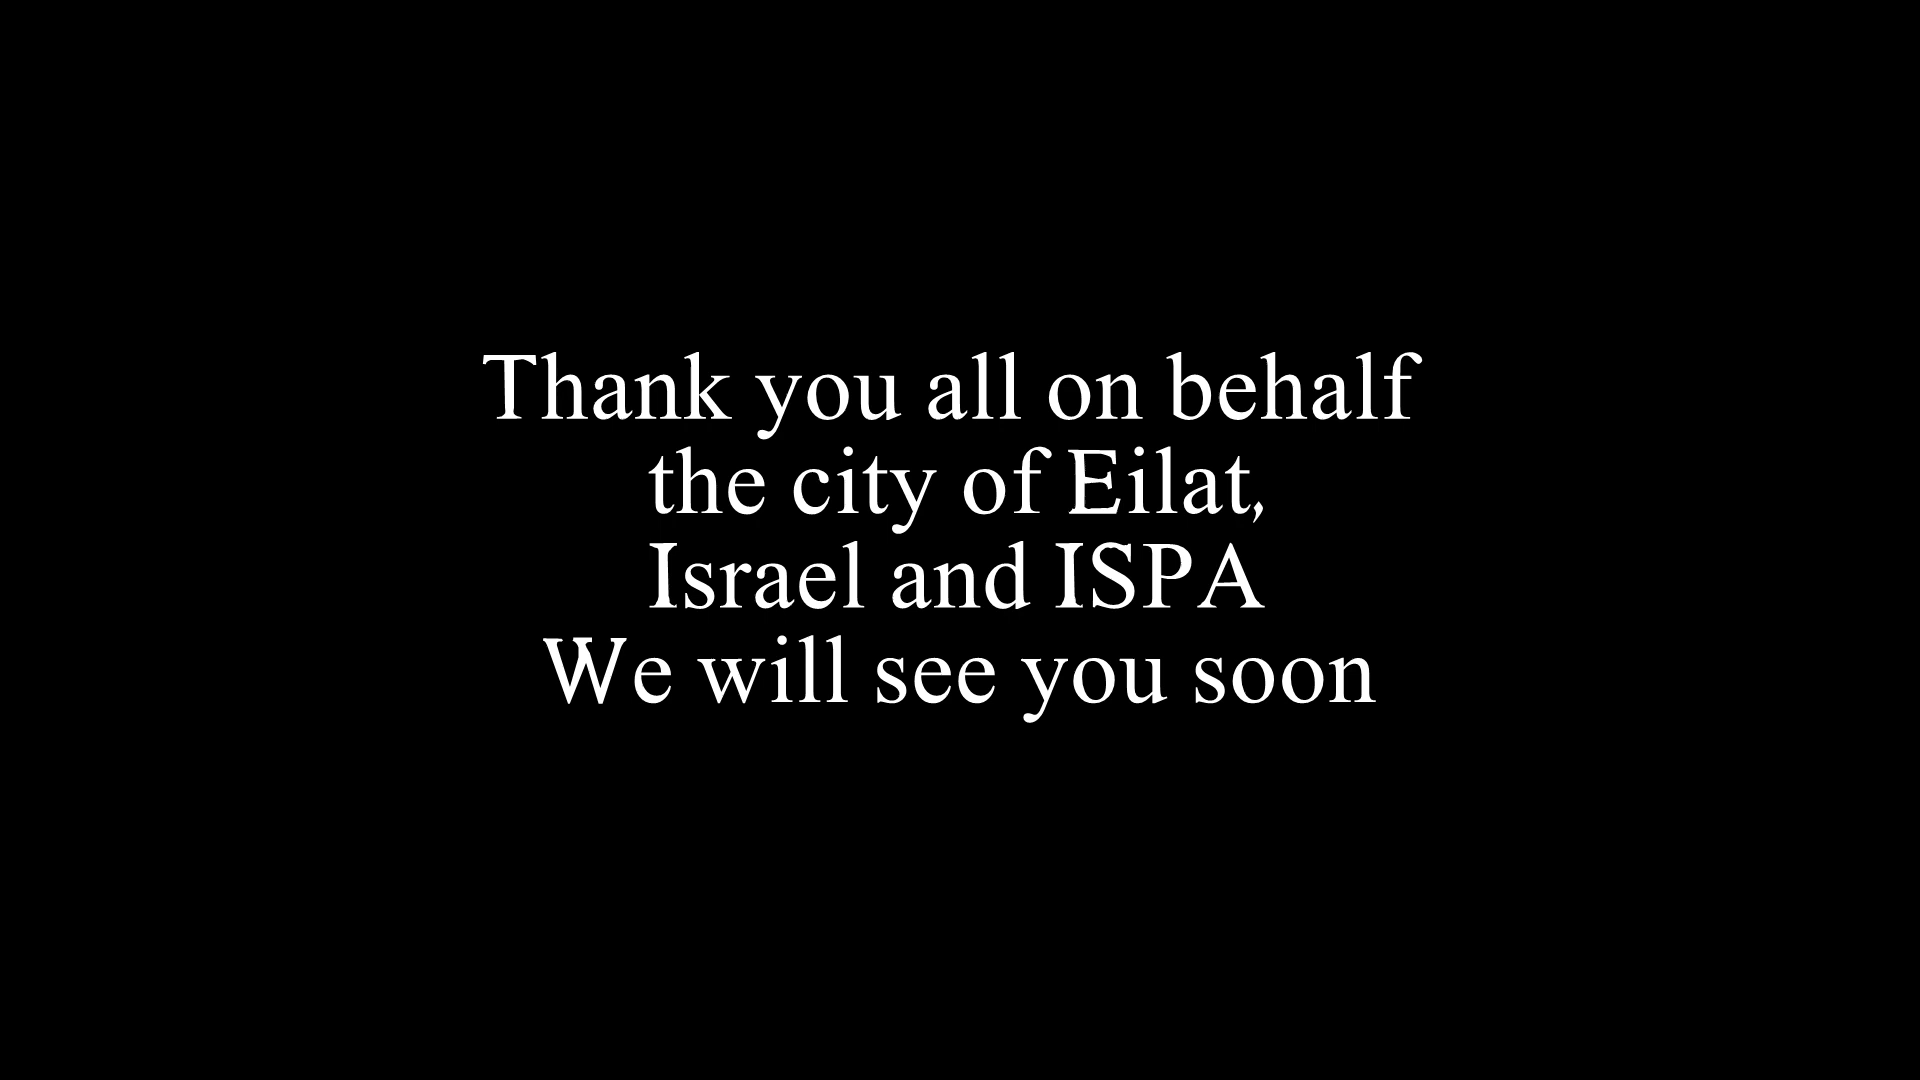 Thank you all on behalf
the city of Eilat,
Israel and ISPA
We will see you soon